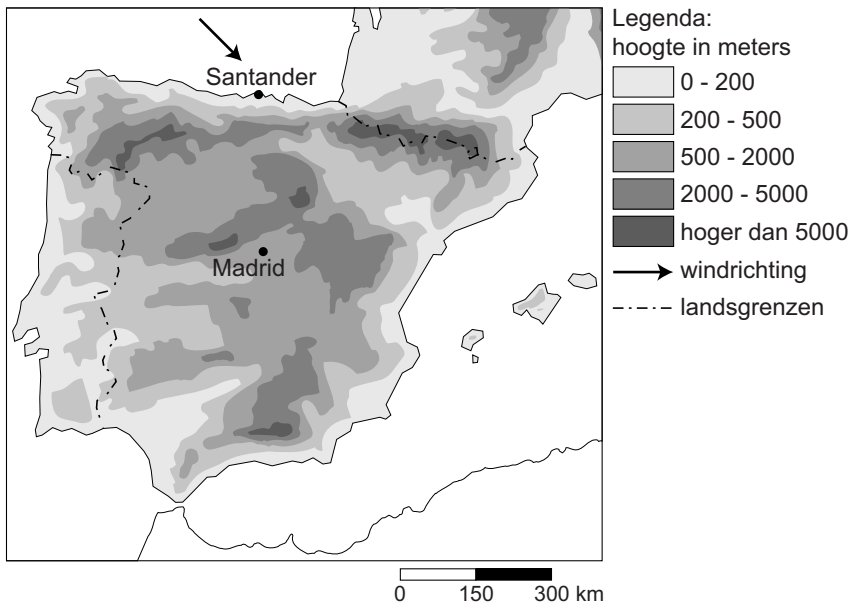 Legenda:
hoogte in meters
0 - 200
200 - 500
500 - 2000
2000 - 5000
hoger dan 5000
windrichting
landsgrenzen
Santander
Madrid
0 150 300 km